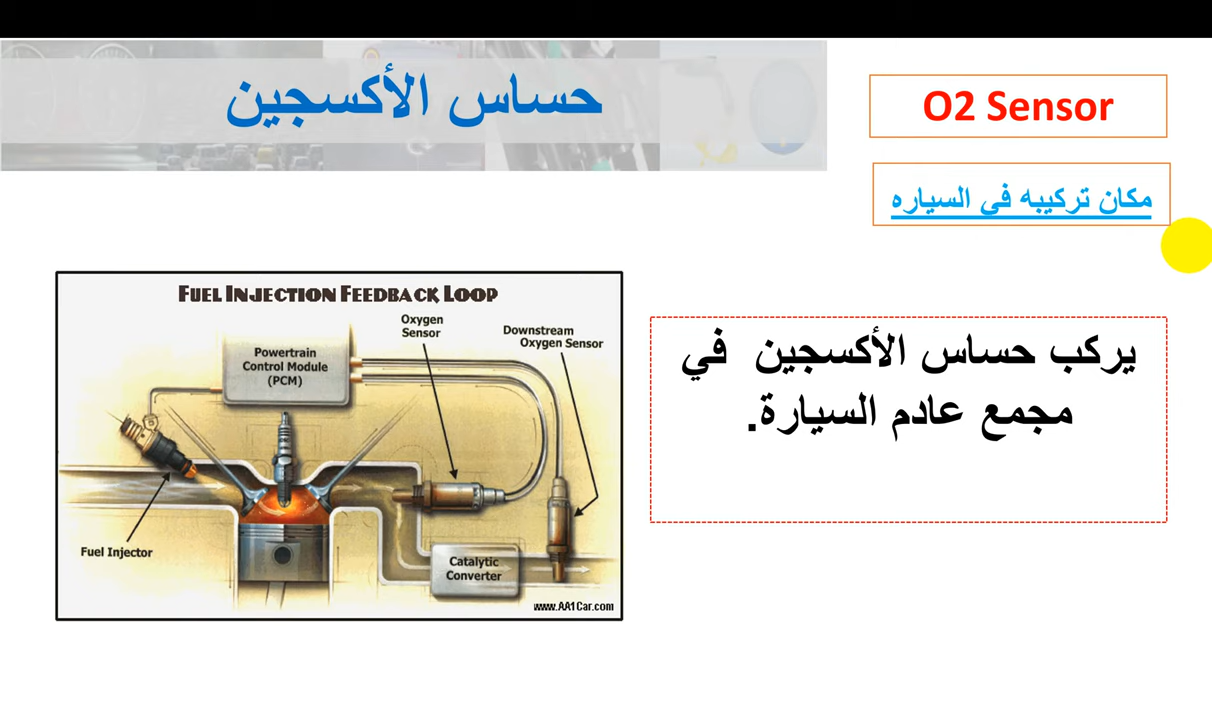 حساس الأكسجين
O2 Sensor
مكان تركيبه في السياره
يركب حساس الأكسجين في
مجمع عادم السيارة.
FUEL INJECTION FEEDBACK LOOP
Oxygen
Sensor
Downstream
Oxygen Sensor
Powertrain
Control Module
(PCM)
Fuel Injector
Catalytic
Converter
www.AA1Car.com